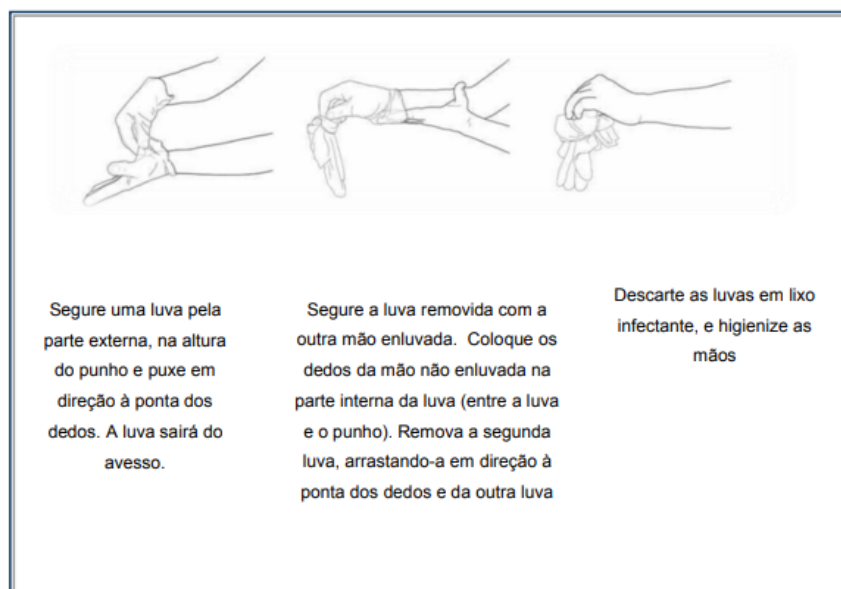 Segure uma luva pela
parte externa, na altura
do punho e puxe em
direção à ponta dos
dedos. A luva sairá do
avesso.
Segure a luva removida com a
outra mão enluvada.  Coloque os
dedos da mão não enluvada na
parte interna da luva (entre a luva
e o punho). Remova a segunda
luva, arrastando-a em direção à
ponta dos dedos e da outra luva
Descarte as luvas em lixo
infectante, e higienize as
mãos